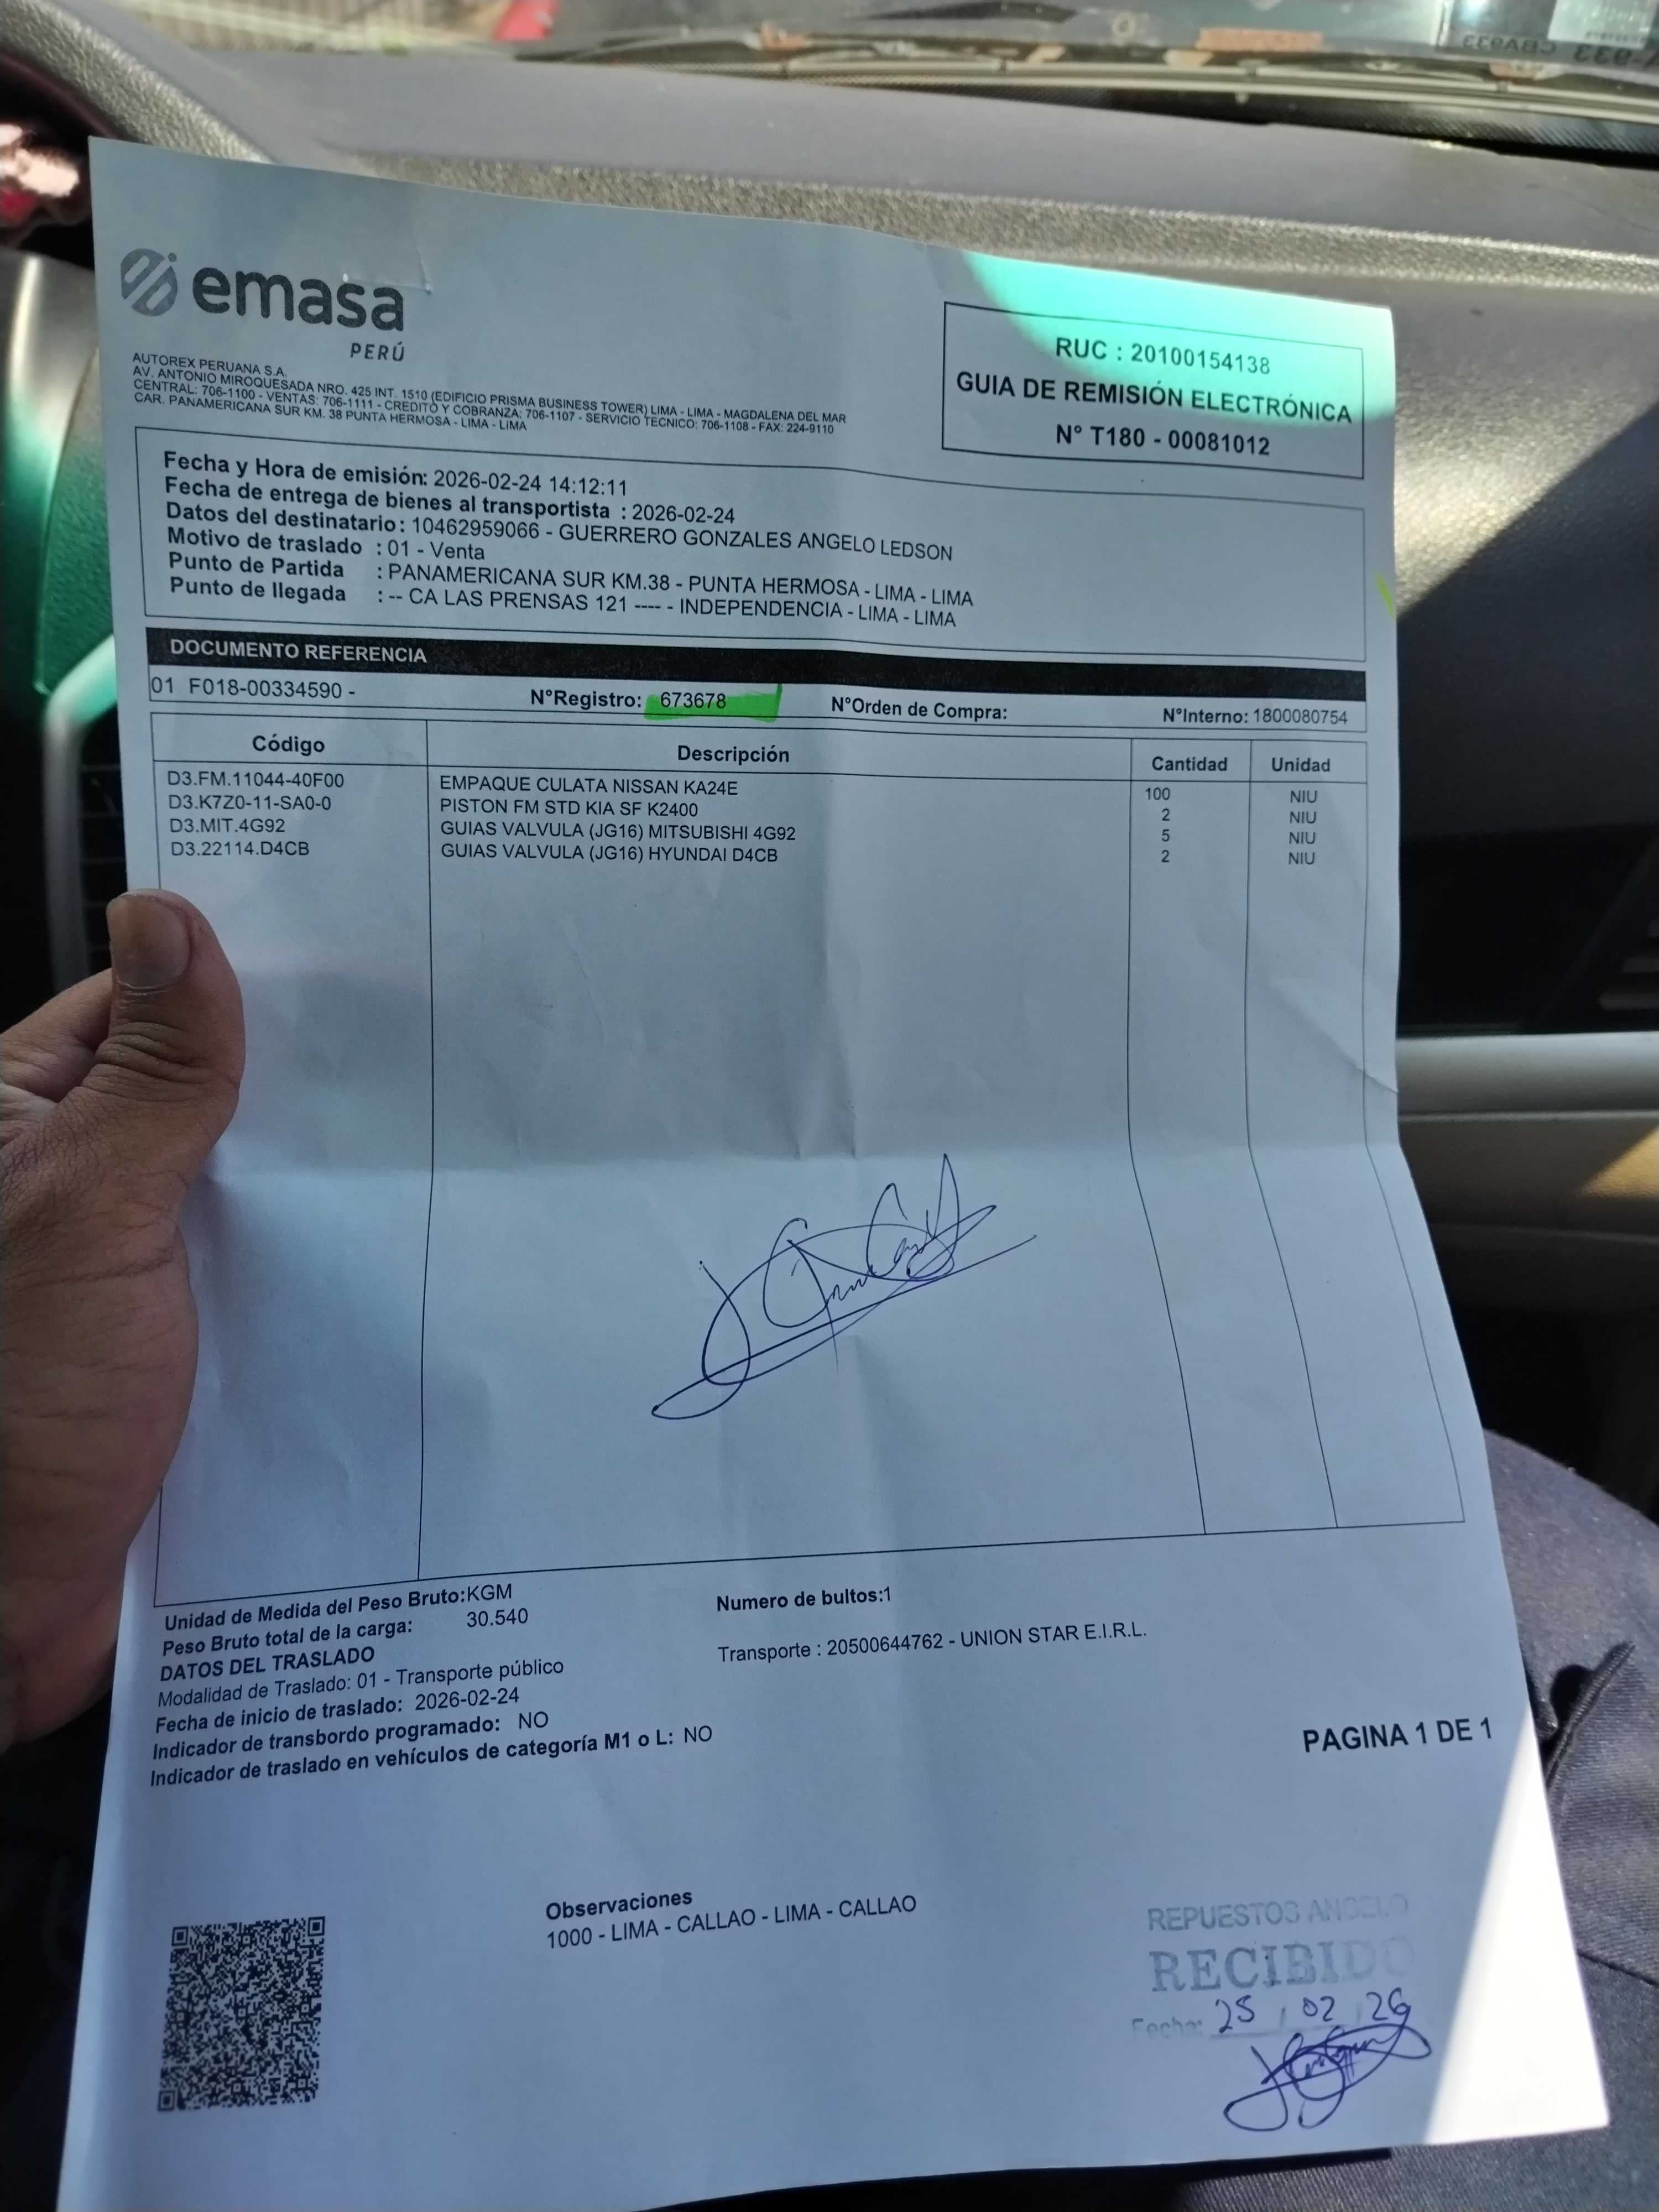 emasa
PERÚ
AUTOREX PERUANA S.A.
AV. ANTONIO MIROQUESADA NRO. 425 INT. 1510 (EDIFICIO PRISMA BUSINESS TOWER) LIMA - LIMA - MAGDALENA DEL MAR
CENTRAL: 706-1100 - VENTAS: 706-1111 - CREDITO Y COBRANZA: 706-1107 - SERVICIO TECNICO: 706-1108 - FAX: 224-9110
CAR. PANAMERICANA SUR KM. 38 PUNTA HERMOSA - LIMA - LIMA
RUC : 20100154138
GUIA DE REMISIÓN ELECTRÓNICA
N° T180 - 00081012
Fecha y Hora de emisión: 2026-02-24 14:12:11
Fecha de entrega de bienes al transportista : 2026-02-24
Datos del destinatario: 10462959066 - GUERRERO GONZALES ANGELO LEDSON
Motivo de traslado : 01 - Venta
Punto de Partida : PANAMERICANA SUR KM.38 - PUNTA HERMOSA - LIMA - LIMA
Punto de llegada : -- CA LAS PRENSAS 121 ---- - INDEPENDENCIA - LIMA - LIMA
DOCUMENTO REFERENCIA
01 F018-00334590 - N°Registro: 673678 N°Orden de Compra: N°Interno: 1800080754
Código Descripción Cantidad Unidad
D3.FM.11044-40F00 EMPAQUE CULATA NISSAN KA24E 100 NIU
D3.K7Z0-11-SA0-0 PISTON FM STD KIA SF K2400 2 NIU
D3.MIT.4G92 GUIAS VALVULA (JG16) MITSUBISHI 4G92 5 NIU
D3.22114.D4CB GUIAS VALVULA (JG16) HYUNDAI D4CB 2 NIU
Unidad de Medida del Peso Bruto:KGM Numero de bultos:1
Peso Bruto total de la carga: 30.540
DATOS DEL TRASLADO Transporte : 20500644762 - UNION STAR E.I.R.L.
Modalidad de Traslado: 01 - Transporte público
Fecha de inicio de traslado: 2026-02-24
Indicador de transbordo programado: NO
Indicador de traslado en vehículos de categoría M1 o L: NO
PAGINA 1 DE 1
Observaciones
1000 - LIMA - CALLAO - LIMA - CALLAO
REPUESTOS ANGELO
RECIBIDO
Fecha: 25 / 02 / 26